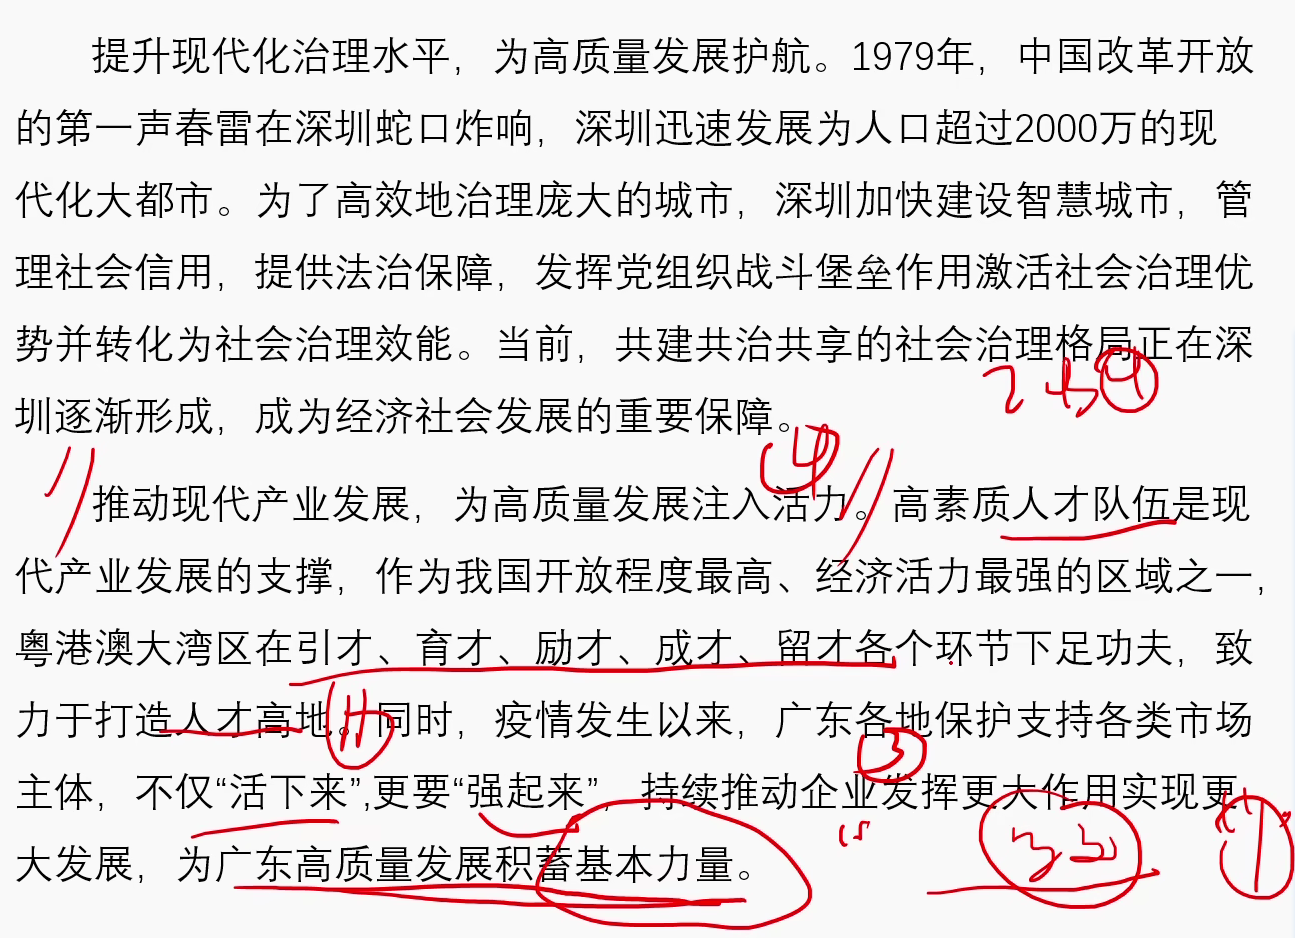 提升现代化治理水平，为高质量发展护航。1979年，中国改革开放
的第一声春雷在深圳蛇口炸响，深圳迅速发展为人口超过2000万的现
代化大都市。为了高效地治理庞大的城市，深圳加快建设智慧城市，管
理社会信用，提供法治保障，发挥党组织战斗堡垒作用激活社会治理优
势并转化为社会治理效能。当前，共建共治共享的社会治理格局正在深
圳逐渐形成，成为经济社会发展的重要保障。
推动现代产业发展，为高质量发展注入活力。高素质人才队伍是现
代产业发展的支撑，作为我国开放程度最高、经济活力最强的区域之一，
粤港澳大湾区在引才、育才、励才、成才、留才各个环节下足功夫，致
力于打造人才高地。同时，疫情发生以来，广东各地保护支持各类市场
主体，不仅“活下来”,更要“强起来”，持续推动企业发挥更大作用实现更
大发展，为广东高质量发展积蓄基本力量。